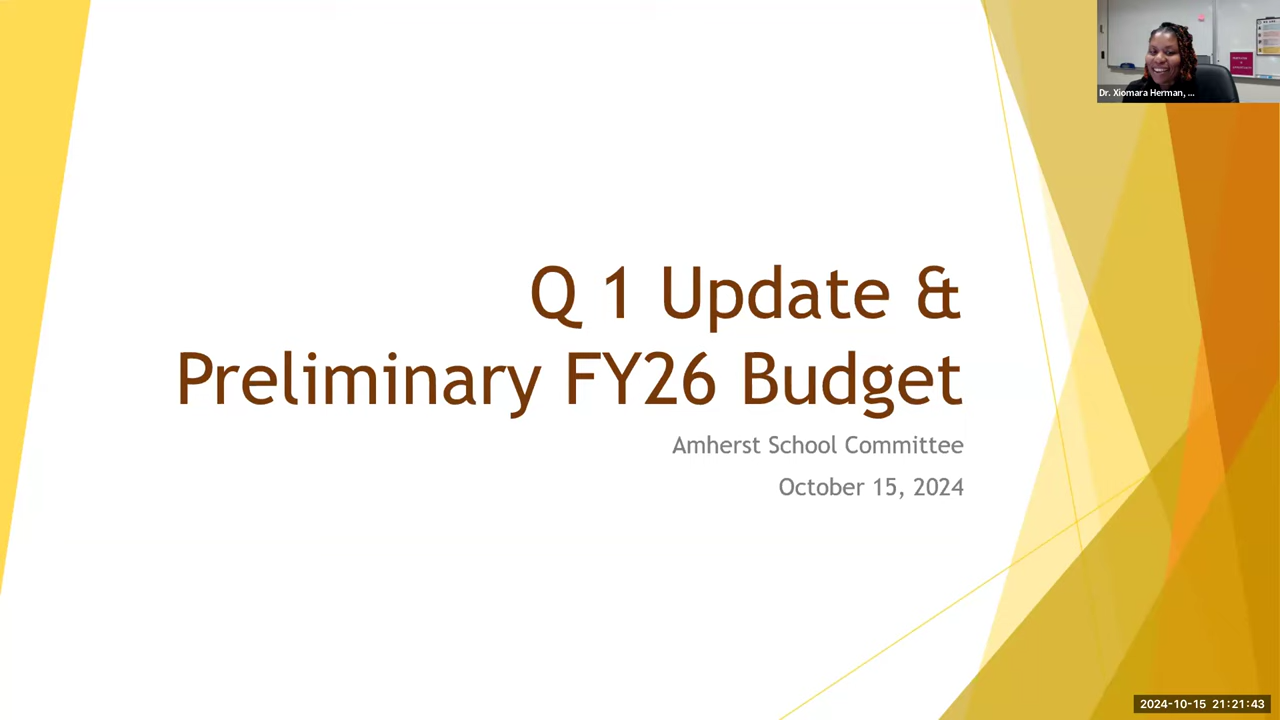 Dr. Xiomara Herman, ...
Q 1 Update &
Preliminary FY26 Budget
Amherst School Committee
October 15, 2024
2024-10-15 21:21:43